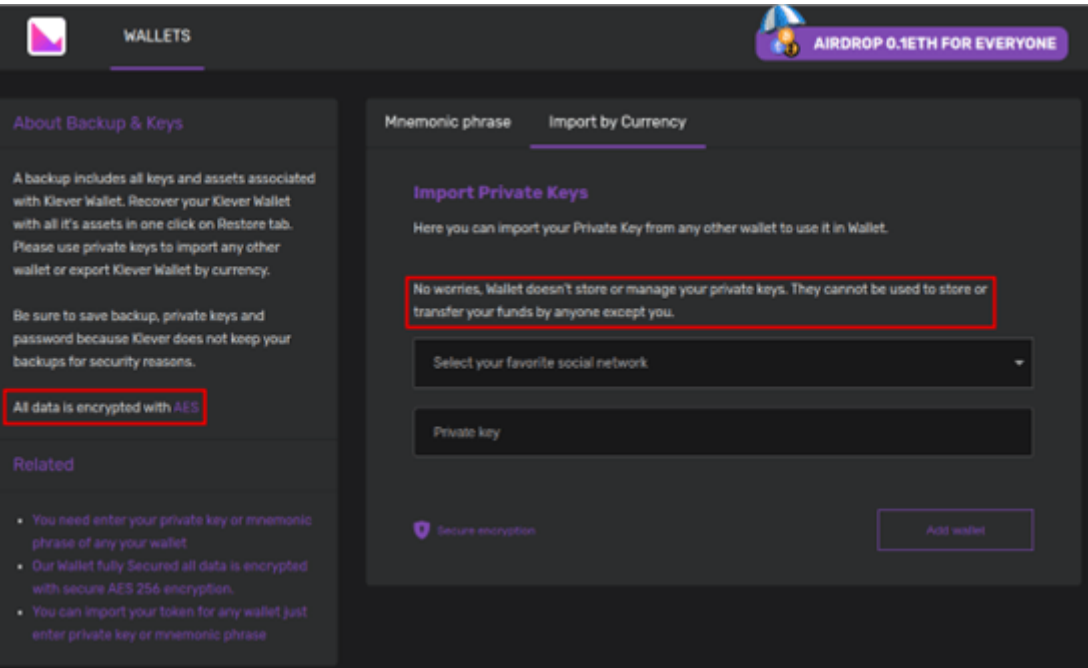 WALLETS
AIRDROP 0.1ETH FOR EVERYONE
About Backup & Keys
A backup includes all keys and assets associated
with Klever Wallet. Recover your Klever Wallet
with all it's assets in one click on Restore tab.
Please use private keys to import any other
wallet or export Klever Wallet by currency.
Be sure to save backup, private keys and
password because Klever does not keep your
backups for security reasons.
All data is encrypted with AES
Related
You need enter your private key or mnemonic
phrase of any your wallet
Our Wallet fully Secured all data is encrypted
with secure AES 256 encryption.
You can import your token for any wallet just
enter private key or mnemonic phrase
Mnemonic phrase
Import by Currency
Import Private Keys
Here you can import your Private Key from any other wallet to use it in Wallet.
No worries, Wallet doesn't store or manage your private keys. They cannot be used to store or
transfer your funds by anyone except you.
Select your favorite social network
Private key
Secure encryption
Add wallet